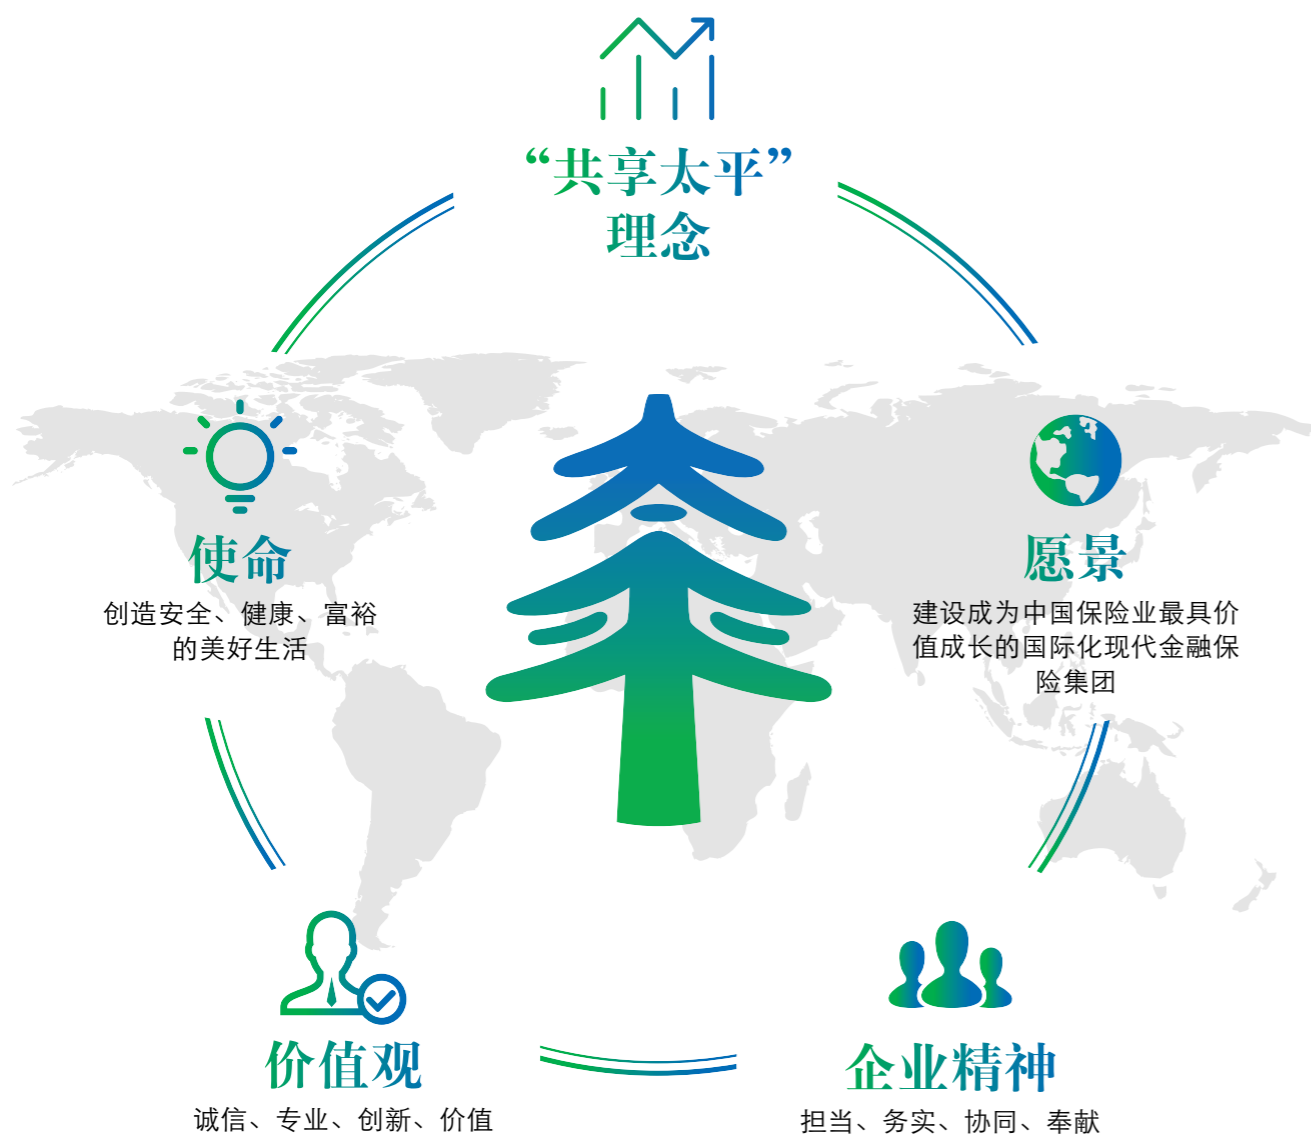 “共享太平”
理念
使命
创造安全、健康、富裕
的美好生活
愿景
建设成为中国保险业最具价
值成长的国际化现代金融保
险集团
价值观
诚信、专业、创新、价值
企业精神
担当、务实、协同、奉献